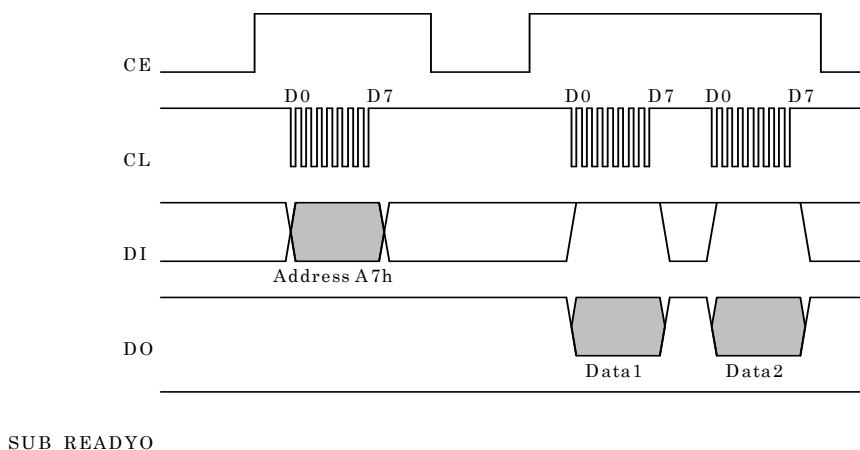 CE
D0 D7 D0 D7 D0 D7
CL
DI
Address A7h
DO
Data1 Data2
SUB READYO